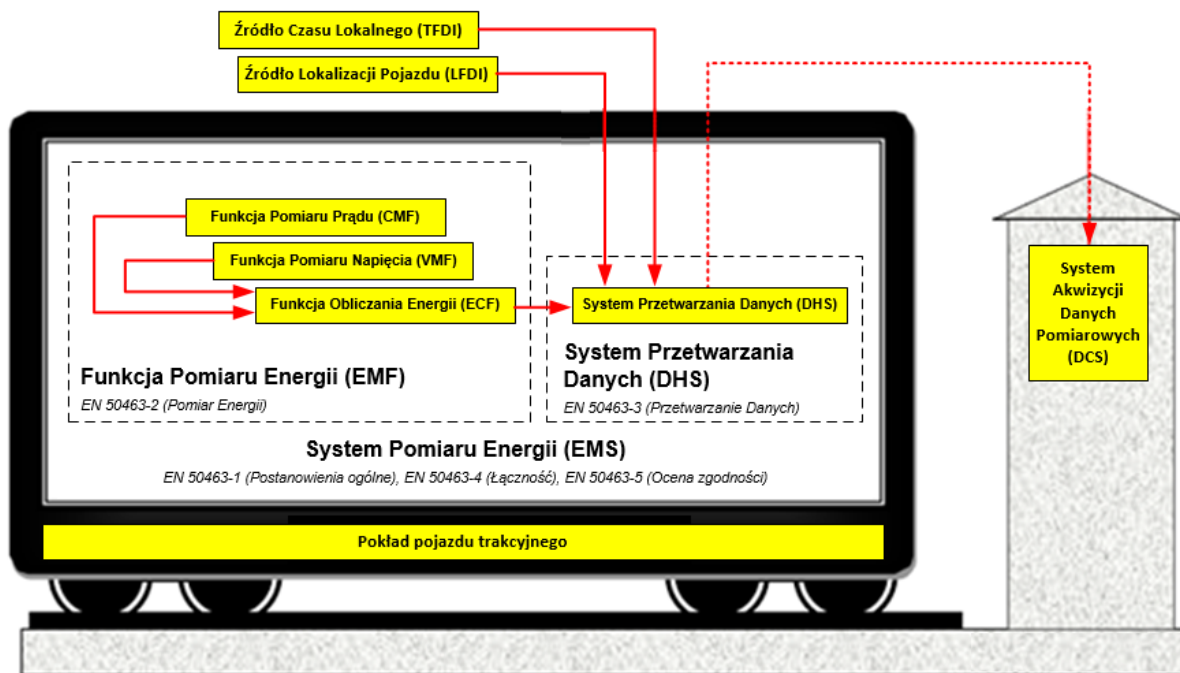 Źródło Czasu Lokalnego (TFDI)
Źródło Lokalizacji Pojazdu (LFDI)
Funkcja Pomiaru Prądu (CMF)
Funkcja Pomiaru Napięcia (VMF)
Funkcja Obliczania Energii (ECF)
Funkcja Pomiaru Energii (EMF)
EN 50463-2 (Pomiar Energii)
System Przetwarzania Danych (DHS)
System Przetwarzania
Danych (DHS)
EN 50463-3 (Przetwarzanie Danych)
System Pomiaru Energii (EMS)
EN 50463-1 (Postanowienia ogólne), EN 50463-4 (Łączność), EN 50463-5 (Ocena zgodności)
Pokład pojazdu trakcyjnego
System
Akwizycji
Danych
Pomiarowych
(DCS)